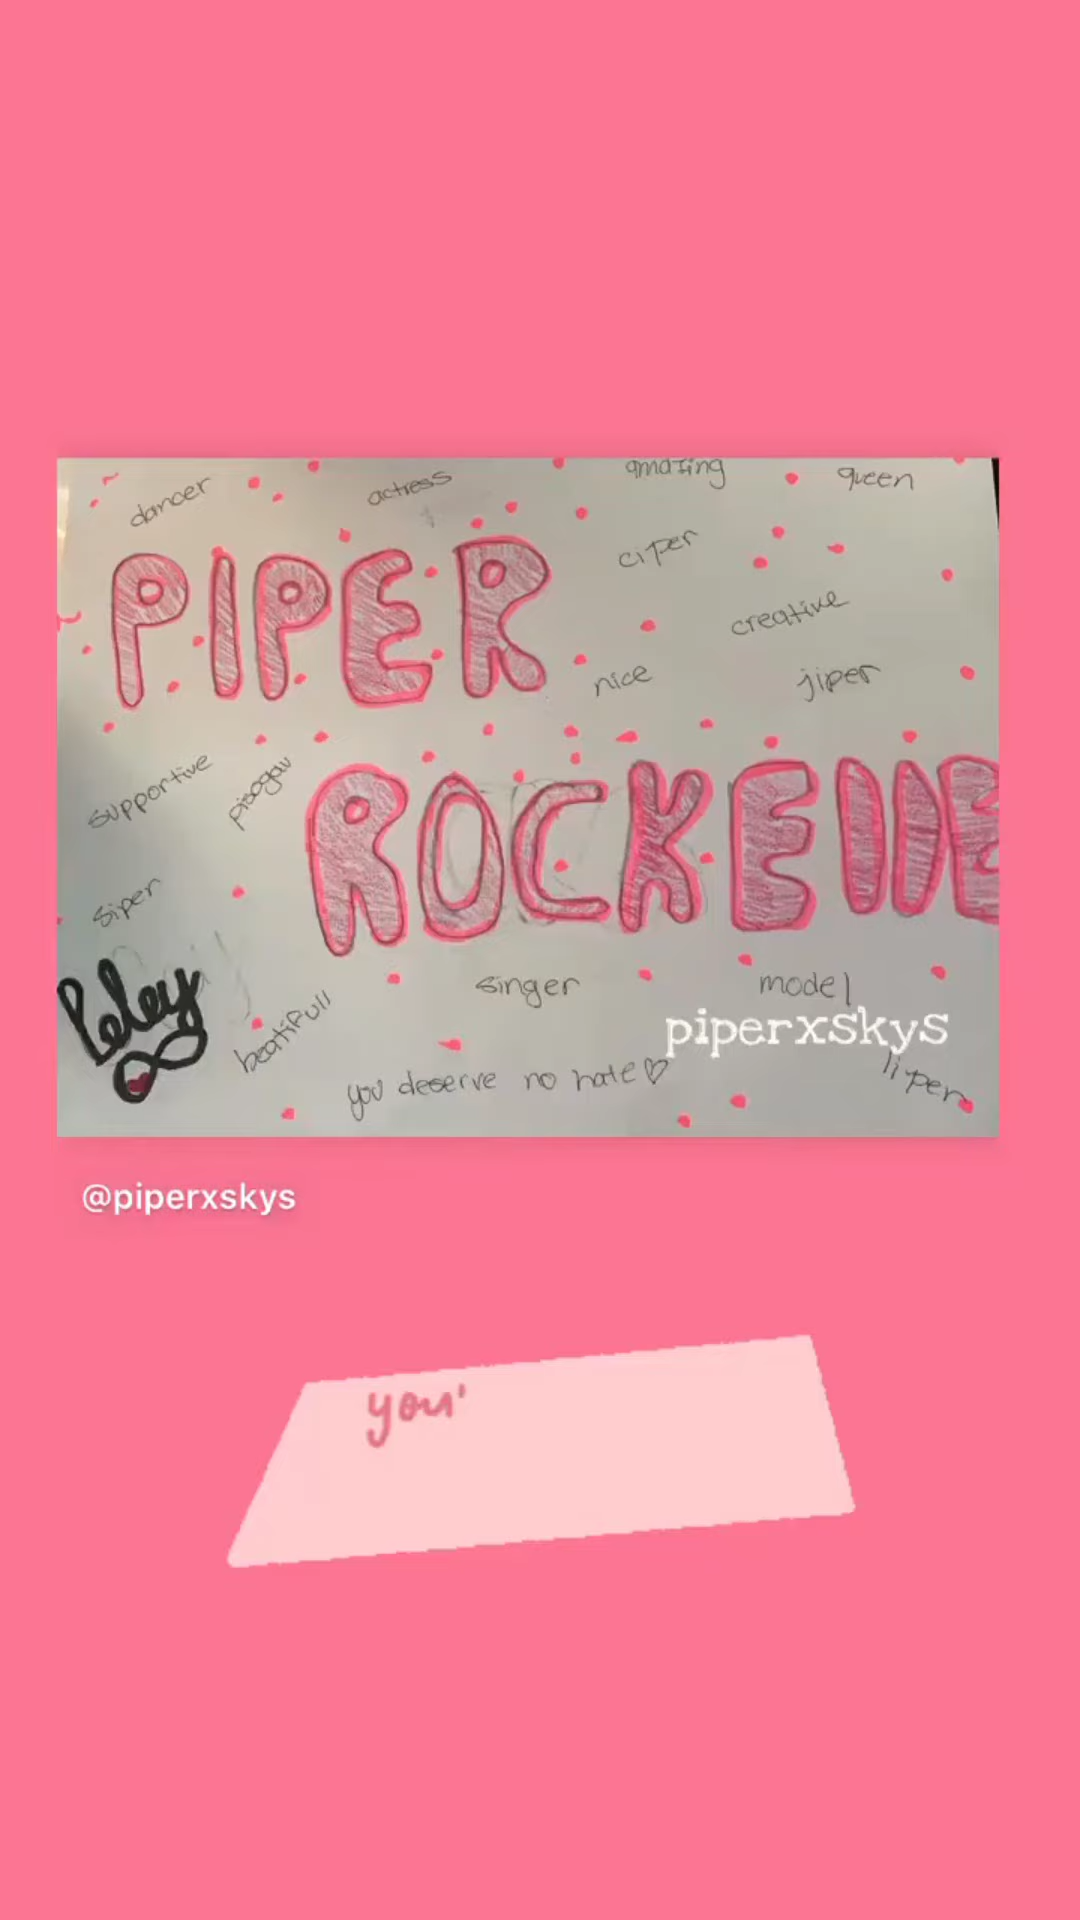 dancer
actress
amazing
queen
PIPER
ciper
creative
nice
jiper
supportive
ROCKEllE
siper
singer
model
piperxskys
beatifull
you deserve no hate♡
liper
@piperxskys
you'